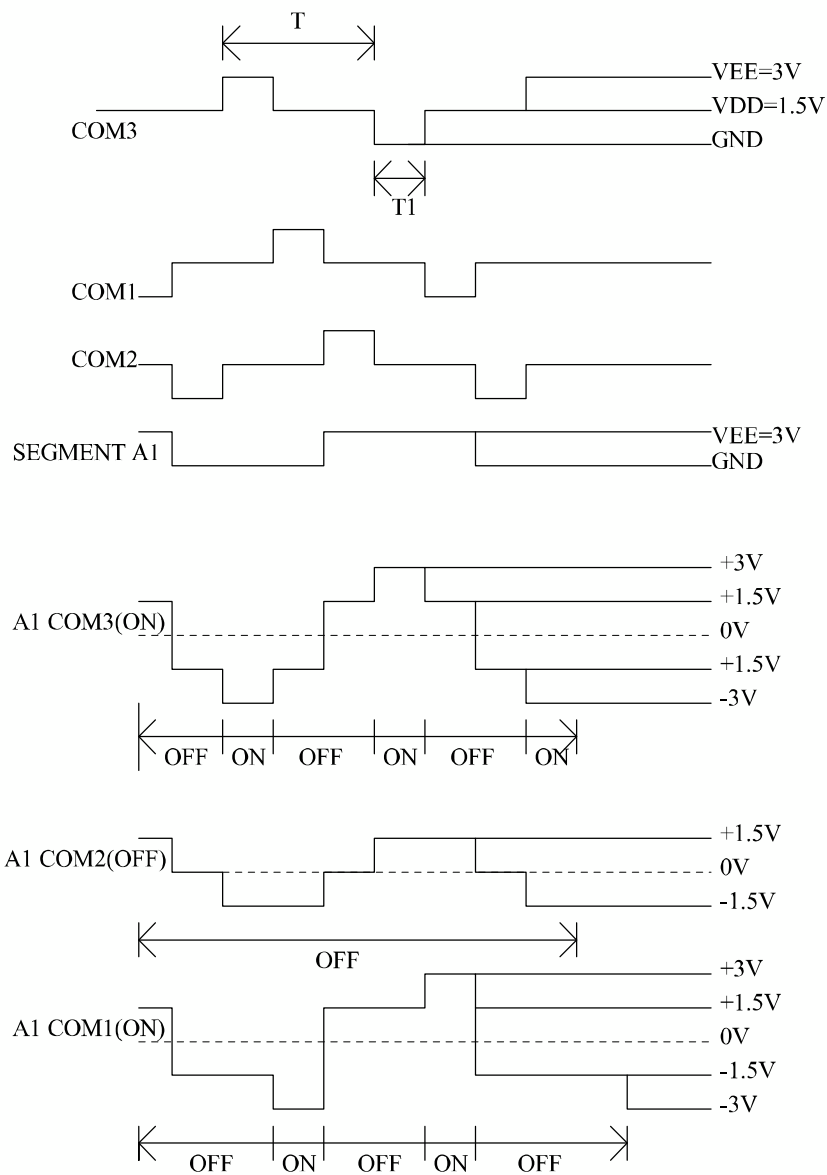 T
VEE=3V
VDD=1.5V
COM3
GND
T1
COM1
COM2
VEE=3V
SEGMENT A1
GND
+3V
+1.5V
A1 COM3(ON)
0V
+1.5V
-3V
OFF ON OFF ON OFF ON
+1.5V
A1 COM2(OFF)
0V
-1.5V
OFF
+3V
+1.5V
A1 COM1(ON)
0V
-1.5V
-3V
OFF ON OFF ON OFF